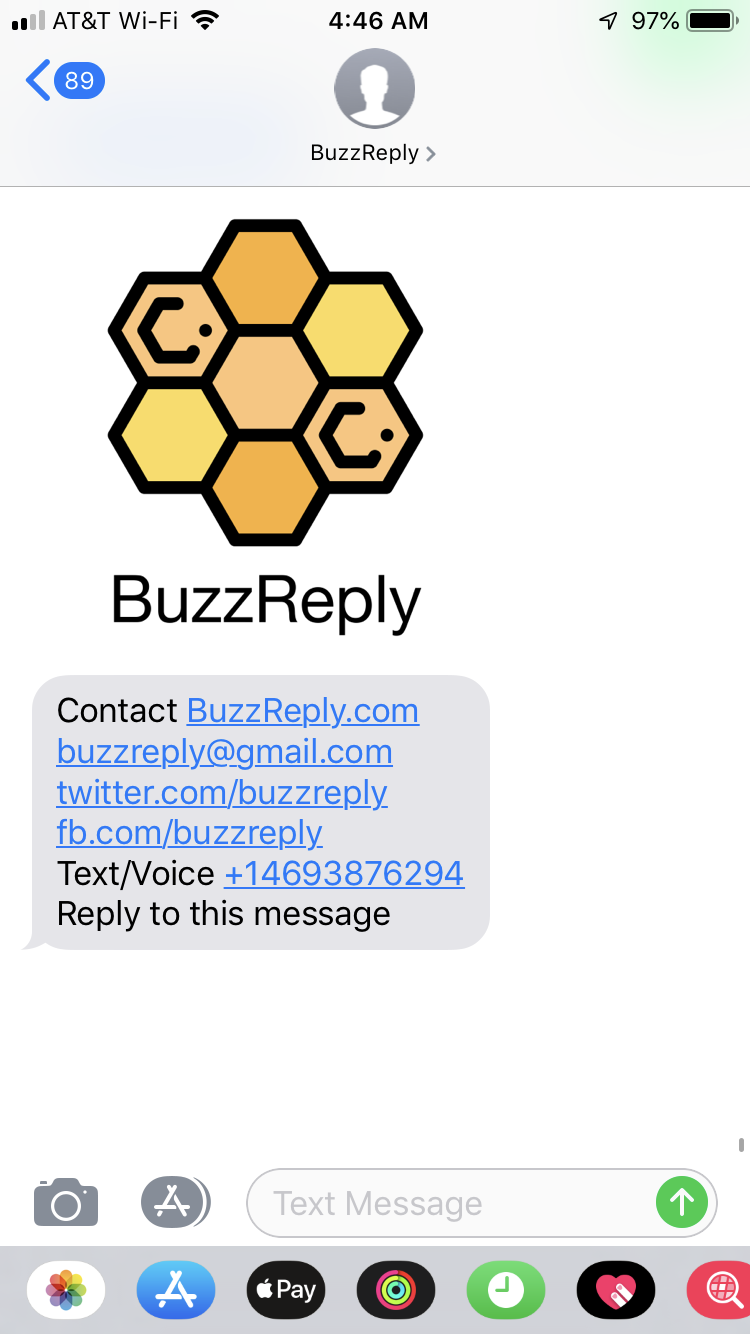 AT&T Wi-Fi 4:46 AM 97%
89
BuzzReply
BuzzReply
Contact BuzzReply.com
buzzreply@gmail.com
twitter.com/buzzreply
fb.com/buzzreply
Text/Voice +14693876294
Reply to this message
Text Message
Pay